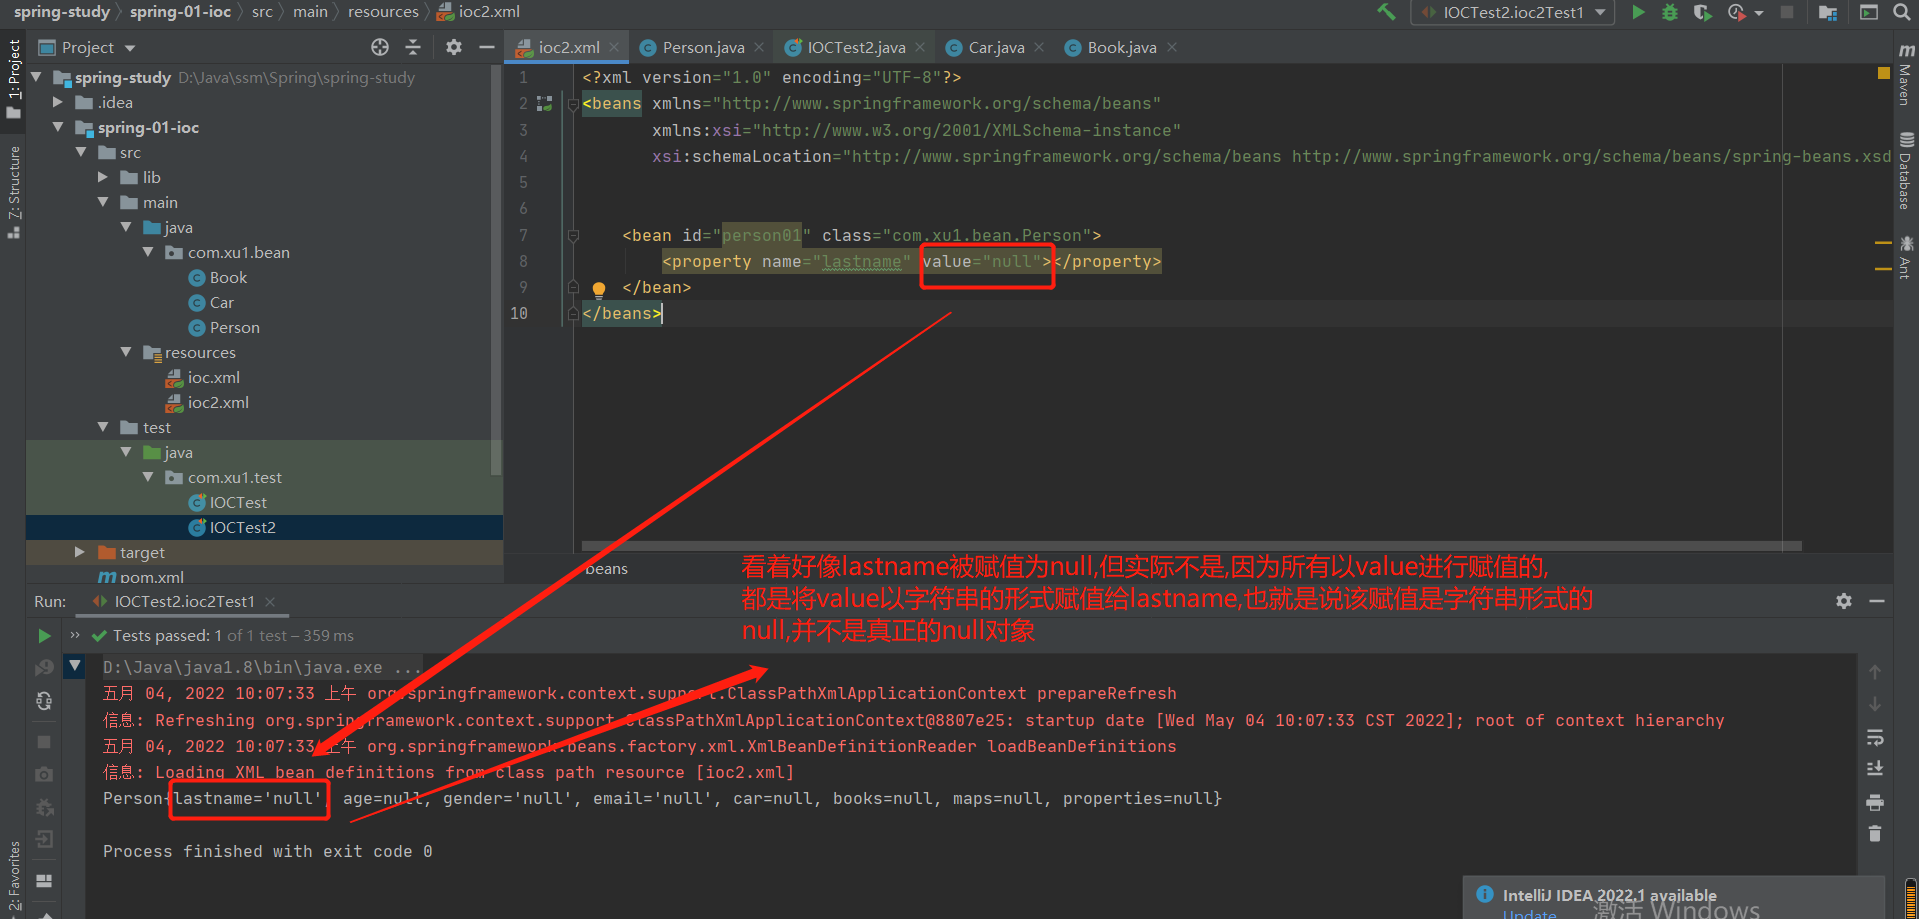 spring-study 〉 spring-01-ioc 〉 src 〉 main 〉 resources 〉 ioc2.xml
IOCTest2.ioc2Test1
Project
ioc2.xml
Person.java
IOCTest2.java
Car.java
Book.java
1: Project
7: Structure
2: Favorites
spring-study D:\Java\ssm\Spring\spring-study
.idea
spring-01-ioc
src
lib
main
java
com.xu1.bean
Book
Car
Person
resources
ioc.xml
ioc2.xml
test
java
com.xu1.test
IOCTest
IOCTest2
target
pom.xml
1 <?xml version="1.0" encoding="UTF-8"?>
2 <beans xmlns="http://www.springframework.org/schema/beans"
3 xmlns:xsi="http://www.w3.org/2001/XMLSchema-instance"
4 xsi:schemaLocation="http://www.springframework.org/schema/beans http://www.springframework.org/schema/beans/spring-beans.xsd
5
6
7 <bean id="person01" class="com.xu1.bean.Person">
8 <property name="lastname" value="null"></property>
9 </bean>
10 </beans>
Maven
Database
Ant
beans
看着好像lastname被赋值为null,但实际不是,因为所有以value进行赋值的,
都是将value以字符串的形式赋值给lastname,也就是说该赋值是字符串形式的
null,并不是真正的null对象
Run: IOCTest2.ioc2Test1
Tests passed: 1 of 1 test – 359 ms
D:\Java\java1.8\bin\java.exe ...
五月 04, 2022 10:07:33 上午 org.springframework.context.support.ClassPathXmlApplicationContext prepareRefresh
信息: Refreshing org.springframework.context.support.ClassPathXmlApplicationContext@8807e25: startup date [Wed May 04 10:07:33 CST 2022]; root of context hierarchy
五月 04, 2022 10:07:33 上午 org.springframework.beans.factory.xml.XmlBeanDefinitionReader loadBeanDefinitions
信息: Loading XML bean definitions from class path resource [ioc2.xml]
Person{lastname='null', age=null, gender='null', email='null', car=null, books=null, maps=null, properties=null}
Process finished with exit code 0
IntelliJ IDEA 2022.1 available
Update
激活 Windows